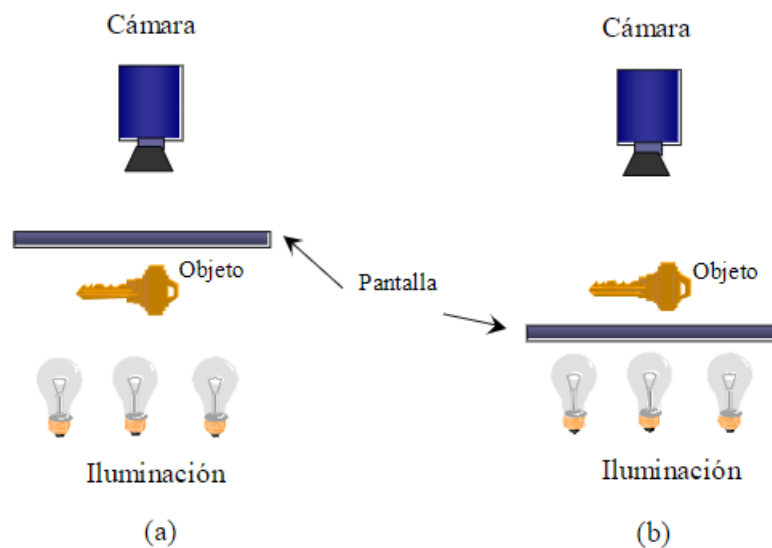 Cámara
Cámara
Objeto
Pantalla
Objeto
Iluminación
Iluminación
(a)
(b)